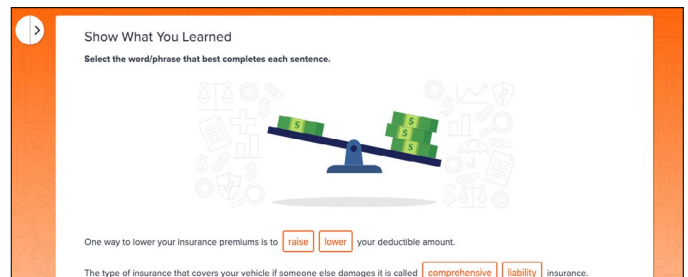 Show What You Learned
Select the word/phrase that best completes each sentence.
$ $
$
$
One way to lower your insurance premiums is to raise lower your deductible amount.
The type of insurance that covers your vehicle if someone else damages it is called comprehensive liability insurance.